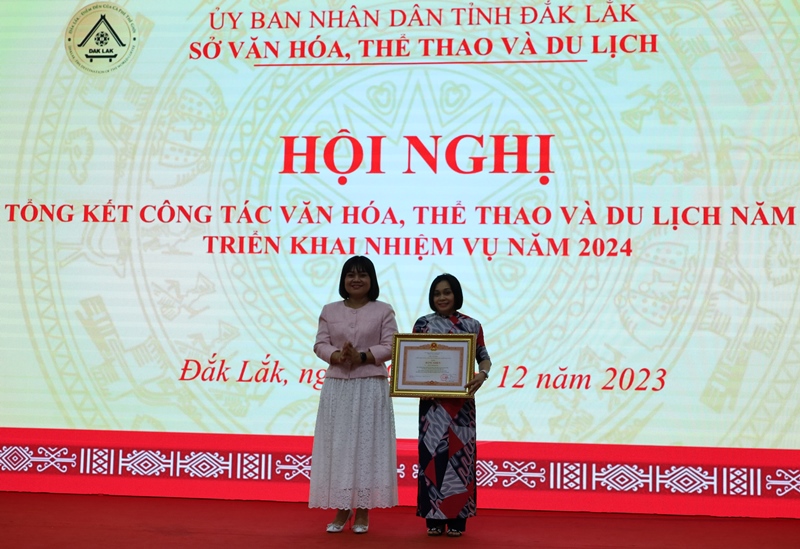 ỦY BAN NHÂN DÂN TỈNH ĐẮK LẮK
SỞ VĂN HÓA, THỂ THAO VÀ DU LỊCH
ĐAK LAK
HỘI NGHỊ
TỔNG KẾT CÔNG TÁC VĂN HÓA, THỂ THAO VÀ DU LỊCH NĂM
TRIỂN KHAI NHIỆM VỤ NĂM 2024
Đắk Lắk, 12 năm 2023